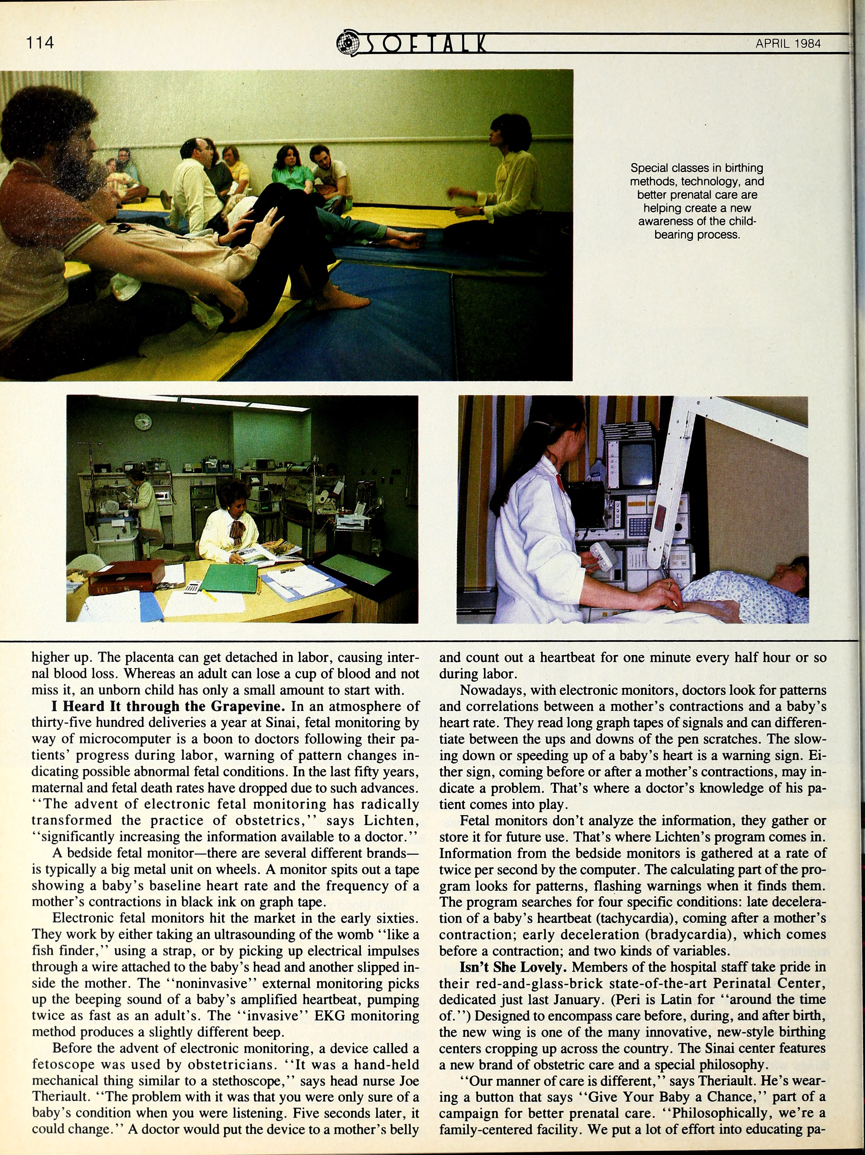 114
SOFTALK
APRIL 1984
Special classes in birthing
methods, technology, and
better prenatal care are
helping create a new
awareness of the child-
bearing process.
higher up. The placenta can get detached in labor, causing inter-
nal blood loss. Whereas an adult can lose a cup of blood and not
miss it, an unborn child has only a small amount to start with.
I Heard It through the Grapevine. In an atmosphere of
thirty-five hundred deliveries a year at Sinai, fetal monitoring by
way of microcomputer is a boon to doctors following their pa-
tients' progress during labor, warning of pattern changes in-
dicating possible abnormal fetal conditions. In the last fifty years,
maternal and fetal death rates have dropped due to such advances.
"The advent of electronic fetal monitoring has radically
transformed the practice of obstetrics," says Lichten,
"significantly increasing the information available to a doctor."
A bedside fetal monitor—there are several different brands—
is typically a big metal unit on wheels. A monitor spits out a tape
showing a baby's baseline heart rate and the frequency of a
mother's contractions in black ink on graph tape.
Electronic fetal monitors hit the market in the early sixties.
They work by either taking an ultrasounding of the womb "like a
fish finder," using a strap, or by picking up electrical impulses
through a wire attached to the baby's head and another slipped in-
side the mother. The "noninvasive" external monitoring picks
up the beeping sound of a baby's amplified heartbeat, pumping
twice as fast as an adult's. The "invasive" EKG monitoring
method produces a slightly different beep.
Before the advent of electronic monitoring, a device called a
fetoscope was used by obstetricians. "It was a hand-held
mechanical thing similar to a stethoscope," says head nurse Joe
Theriault. "The problem with it was that you were only sure of a
baby's condition when you were listening. Five seconds later, it
could change." A doctor would put the device to a mother's belly
and count out a heartbeat for one minute every half hour or so
during labor.
Nowadays, with electronic monitors, doctors look for patterns
and correlations between a mother's contractions and a baby's
heart rate. They read long graph tapes of signals and can differen-
tiate between the ups and downs of the pen scratches. The slow-
ing down or speeding up of a baby's heart is a warning sign. Ei-
ther sign, coming before or after a mother's contractions, may in-
dicate a problem. That's where a doctor's knowledge of his pa-
tient comes into play.
Fetal monitors don't analyze the information, they gather or
store it for future use. That's where Lichten's program comes in.
Information from the bedside monitors is gathered at a rate of
twice per second by the computer. The calculating part of the pro-
gram looks for patterns, flashing warnings when it finds them.
The program searches for four specific conditions: late decelera-
tion of a baby's heartbeat (tachycardia), coming after a mother's
contraction; early deceleration (bradycardia), which comes
before a contraction; and two kinds of variables.
Isn't She Lovely. Members of the hospital staff take pride in
their red-and-glass-brick state-of-the-art Perinatal Center,
dedicated just last January. (Peri is Latin for "around the time
of.") Designed to encompass care before, during, and after birth,
the new wing is one of the many innovative, new-style birthing
centers cropping up across the country. The Sinai center features
a new brand of obstetric care and a special philosophy.
"Our manner of care is different," says Theriault. He's wear-
ing a button that says "Give Your Baby a Chance," part of a
campaign for better prenatal care. "Philosophically, we're a
family-centered facility. We put a lot of effort into educating pa-